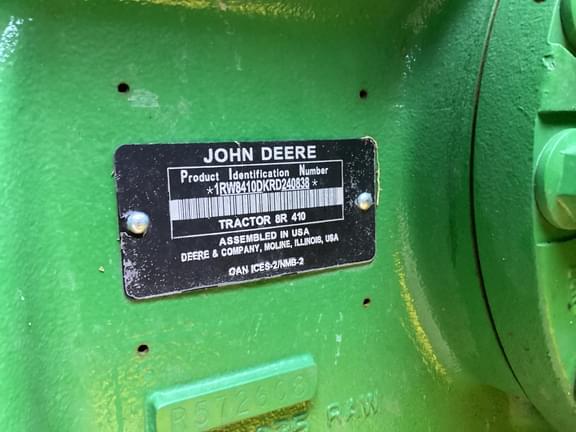 JOHN DEERE
Product Identification Number
*1RW8410DKRD240838*
TRACTOR 8R 410
ASSEMBLED IN USA
DEERE & COMPANY, MOLINE, ILLINOIS, USA
CAN ICES-2/NMB-2
R572608
RAW